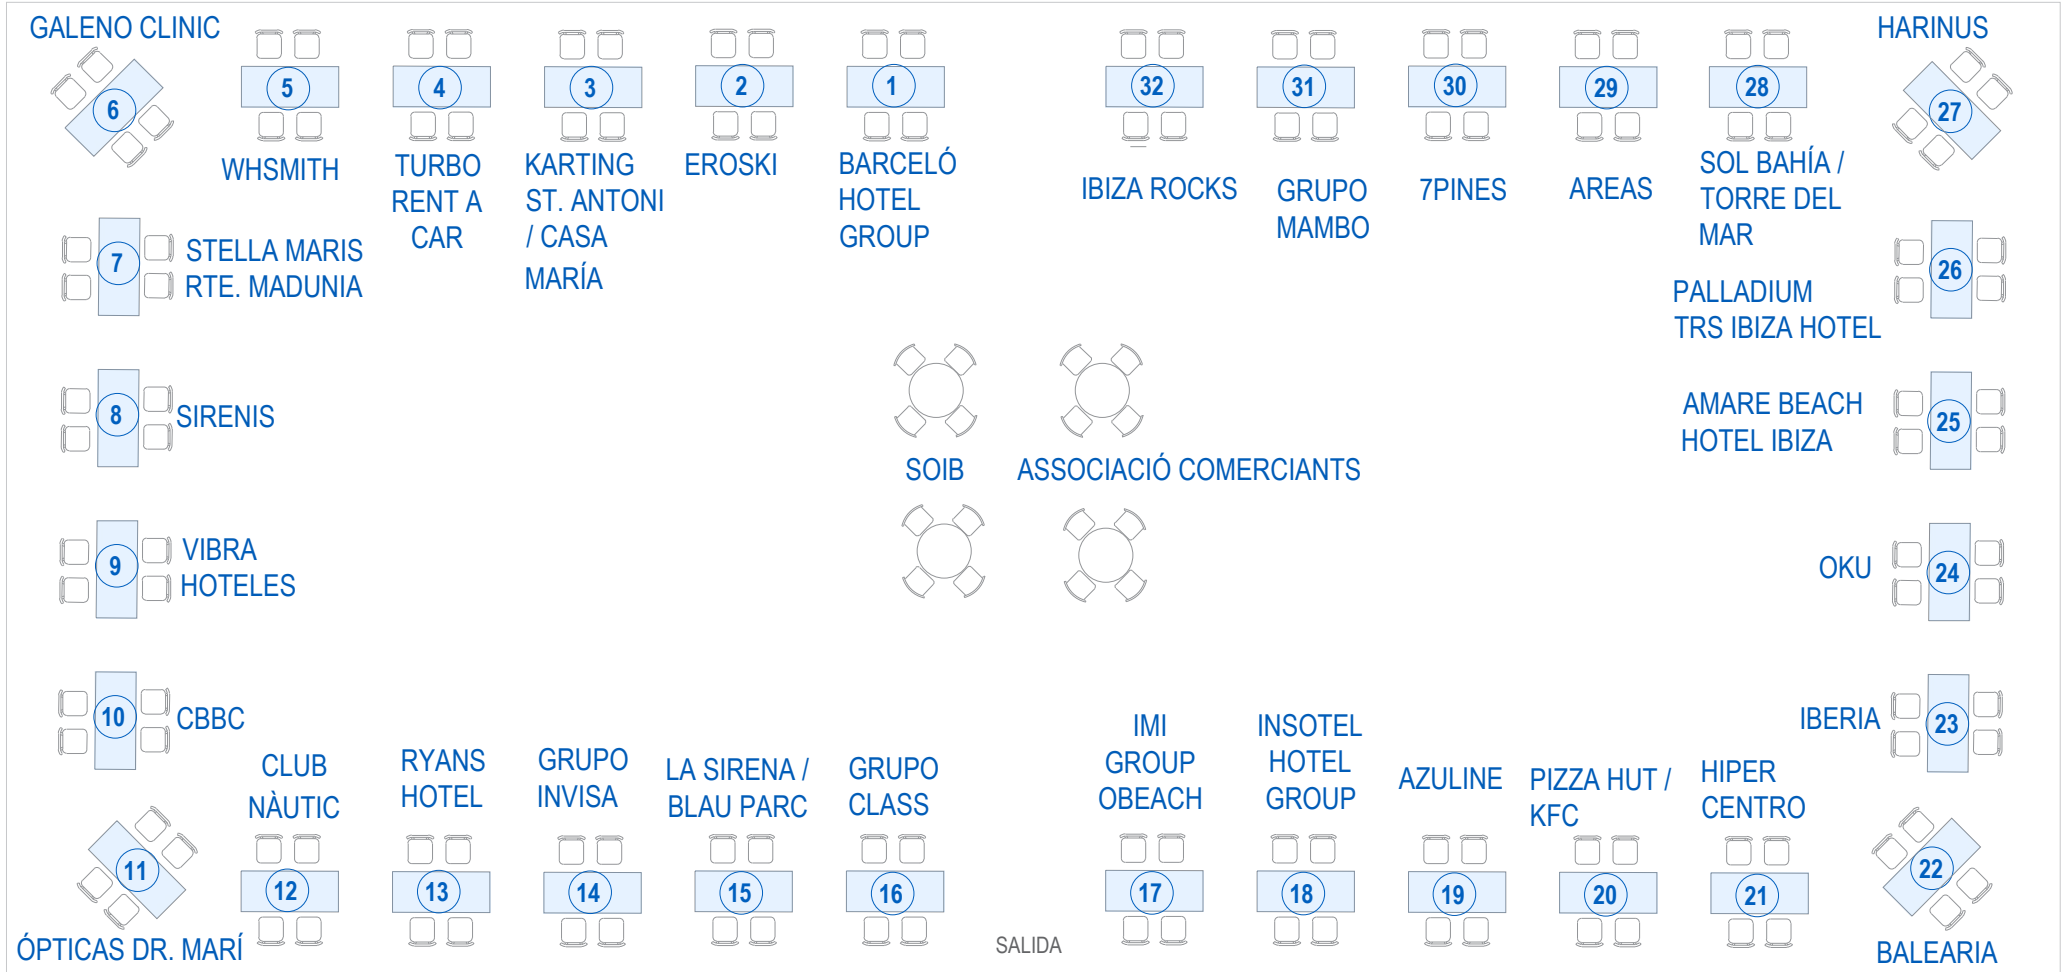 GALENO CLINIC
6
5
WHSMITH
4
TURBO
RENT A
CAR
3
KARTING
ST. ANTONI
/ CASA
MARÍA
2
EROSKI
1
BARCELÓ
HOTEL
GROUP
32
IBIZA ROCKS
31
GRUPO
MAMBO
30
7PINES
29
AREAS
28
SOL BAHÍA /
TORRE DEL
MAR
HARINUS
27
7
STELLA MARIS
RTE. MADUNIA
26
PALLADIUM
TRS IBIZA HOTEL
8
SIRENIS
SOIB
ASSOCIACIÓ COMERCIANTS
AMARE BEACH
HOTEL IBIZA
25
9
VIBRA
HOTELES
OKU
24
10
CBBC
IBERIA
23
11
ÓPTICAS DR. MARÍ
CLUB
NÀUTIC
12
RYANS
HOTEL
13
GRUPO
INVISA
14
LA SIRENA /
BLAU PARC
15
GRUPO
CLASS
16
SALIDA
IMI
GROUP
OBEACH
17
INSOTEL
HOTEL
GROUP
18
AZULINE
19
PIZZA HUT /
KFC
20
HIPER
CENTRO
21
22
BALEARIA